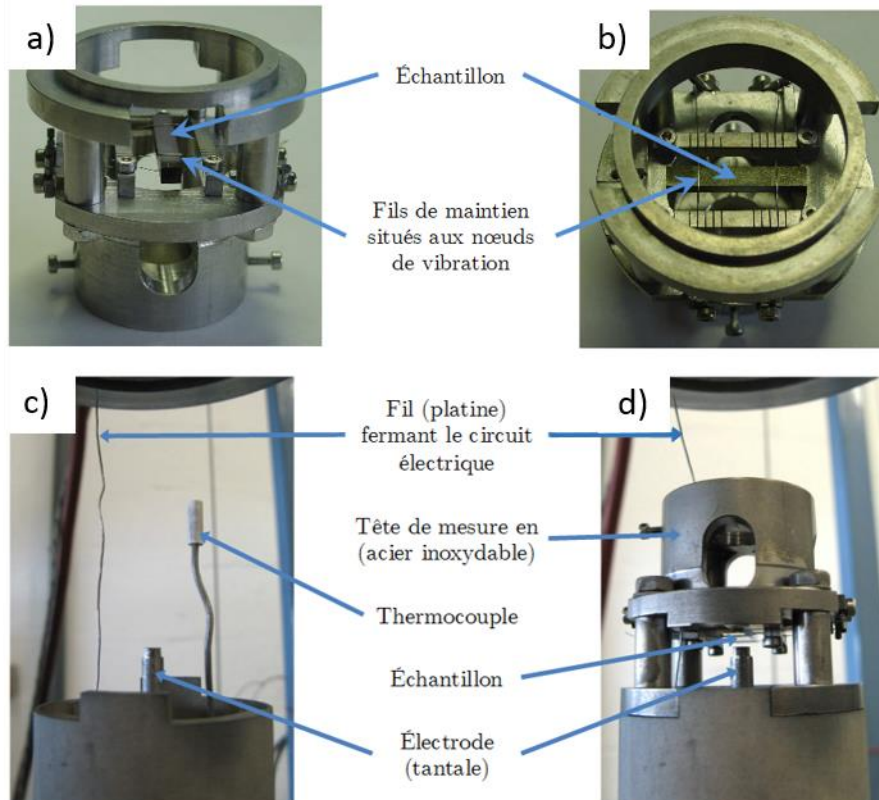 a)
b)
Échantillon
Fils de maintien
situés aux nœuds
de vibration
c)
d)
Fil (platine)
fermant le circuit
électrique
Tête de mesure en
(acier inoxydable)
Thermocouple
Échantillon
Électrode
(tantale)